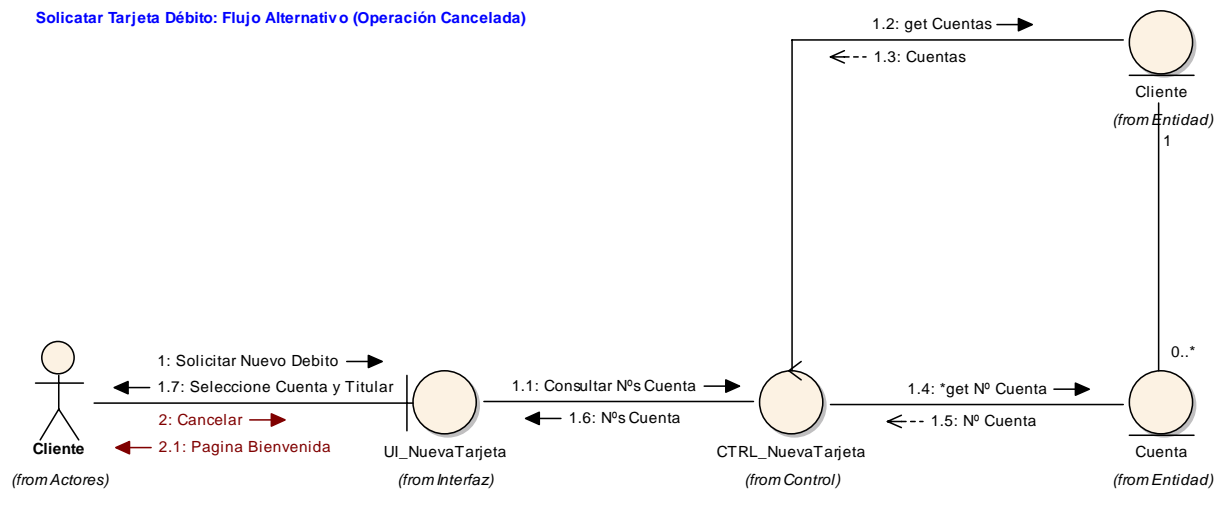 Solicatar Tarjeta Débito: Flujo Alternativo (Operación Cancelada)
1.2: get Cuentas
1.3: Cuentas
Cliente
(from Entidad)
1
0..*
1: Solicitar Nuevo Debito
1.7: Seleccione Cuenta y Titular
2: Cancelar
2.1: Pagina Bienvenida
1.1: Consultar Nºs Cuenta
1.6: Nºs Cuenta
1.4: *get Nº Cuenta
1.5: Nº Cuenta
Cliente
(from Actores)
UI_NuevaTarjeta
(from Interfaz)
CTRL_NuevaTarjeta
(from Control)
Cuenta
(from Entidad)